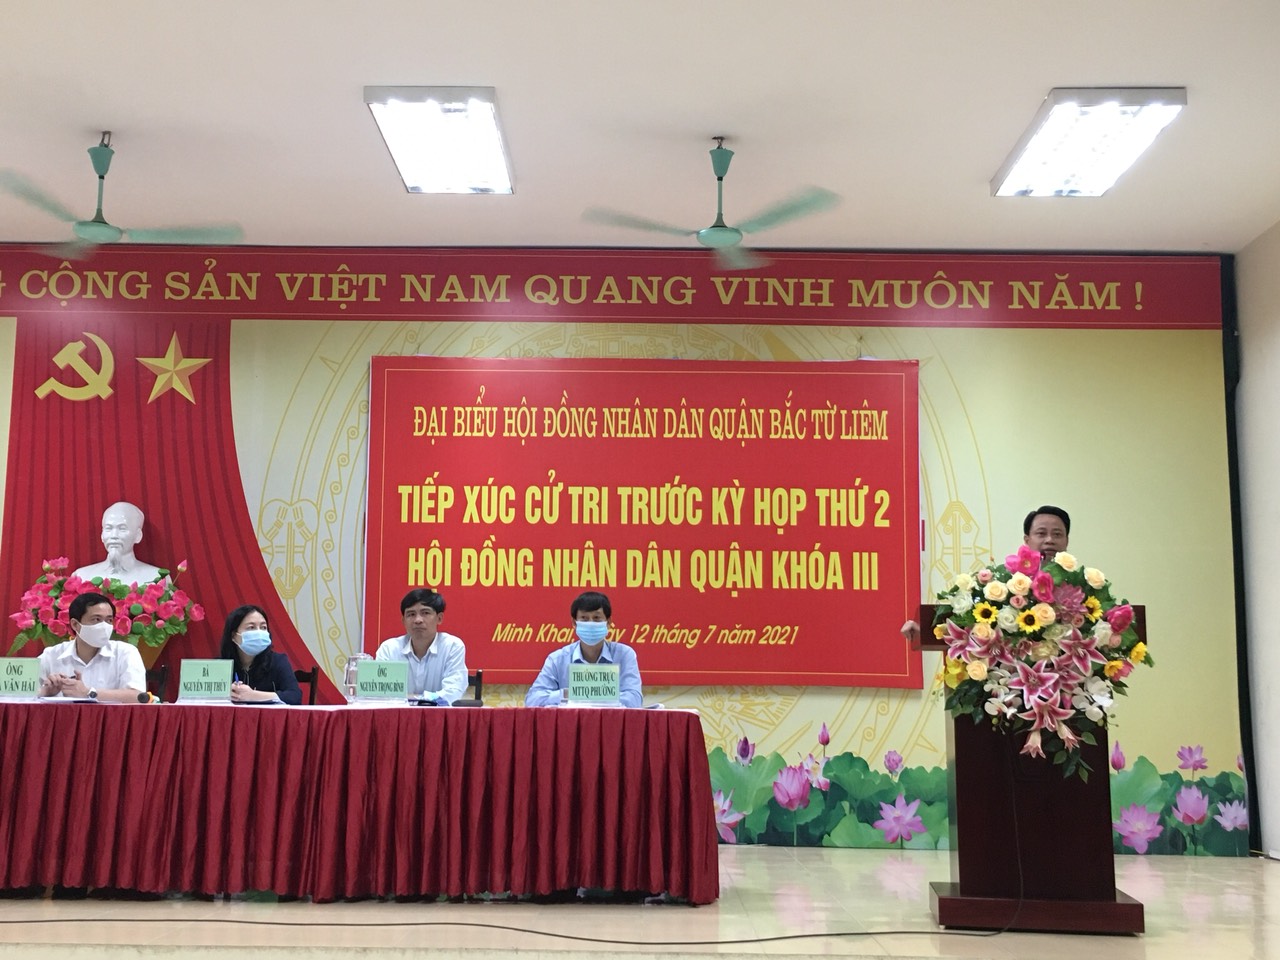 CỘNG SẢN VIỆT NAM QUANG VINH MUÔN NĂM !
ĐẠI BIỂU HỘI ĐỒNG NHÂN DÂN QUẬN BẮC TỪ LIÊM
TIẾP XÚC CỬ TRI TRƯỚC KỲ HỌP THỨ 2
HỘI ĐỒNG NHÂN DÂN QUẬN KHÓA III
Minh Khai, 12 tháng 7 năm 2021
ÔNG
VĂN HẢI
BÀ
NGUYỄN THỊ THỦY
ÔNG
NGUYỄN TRỌNG BÌNH
THƯỜNG TRỰC
MTTQ PHƯỜNG